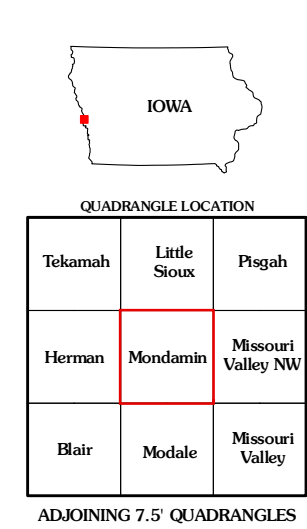 IOWA
QUADRANGLE LOCATION
Tekamah
Little
Sioux
Pisgah
Herman
Mondamin
Missouri
Valley NW
Blair
Modale
Missouri
Valley
ADJOINING 7.5' QUADRANGLES